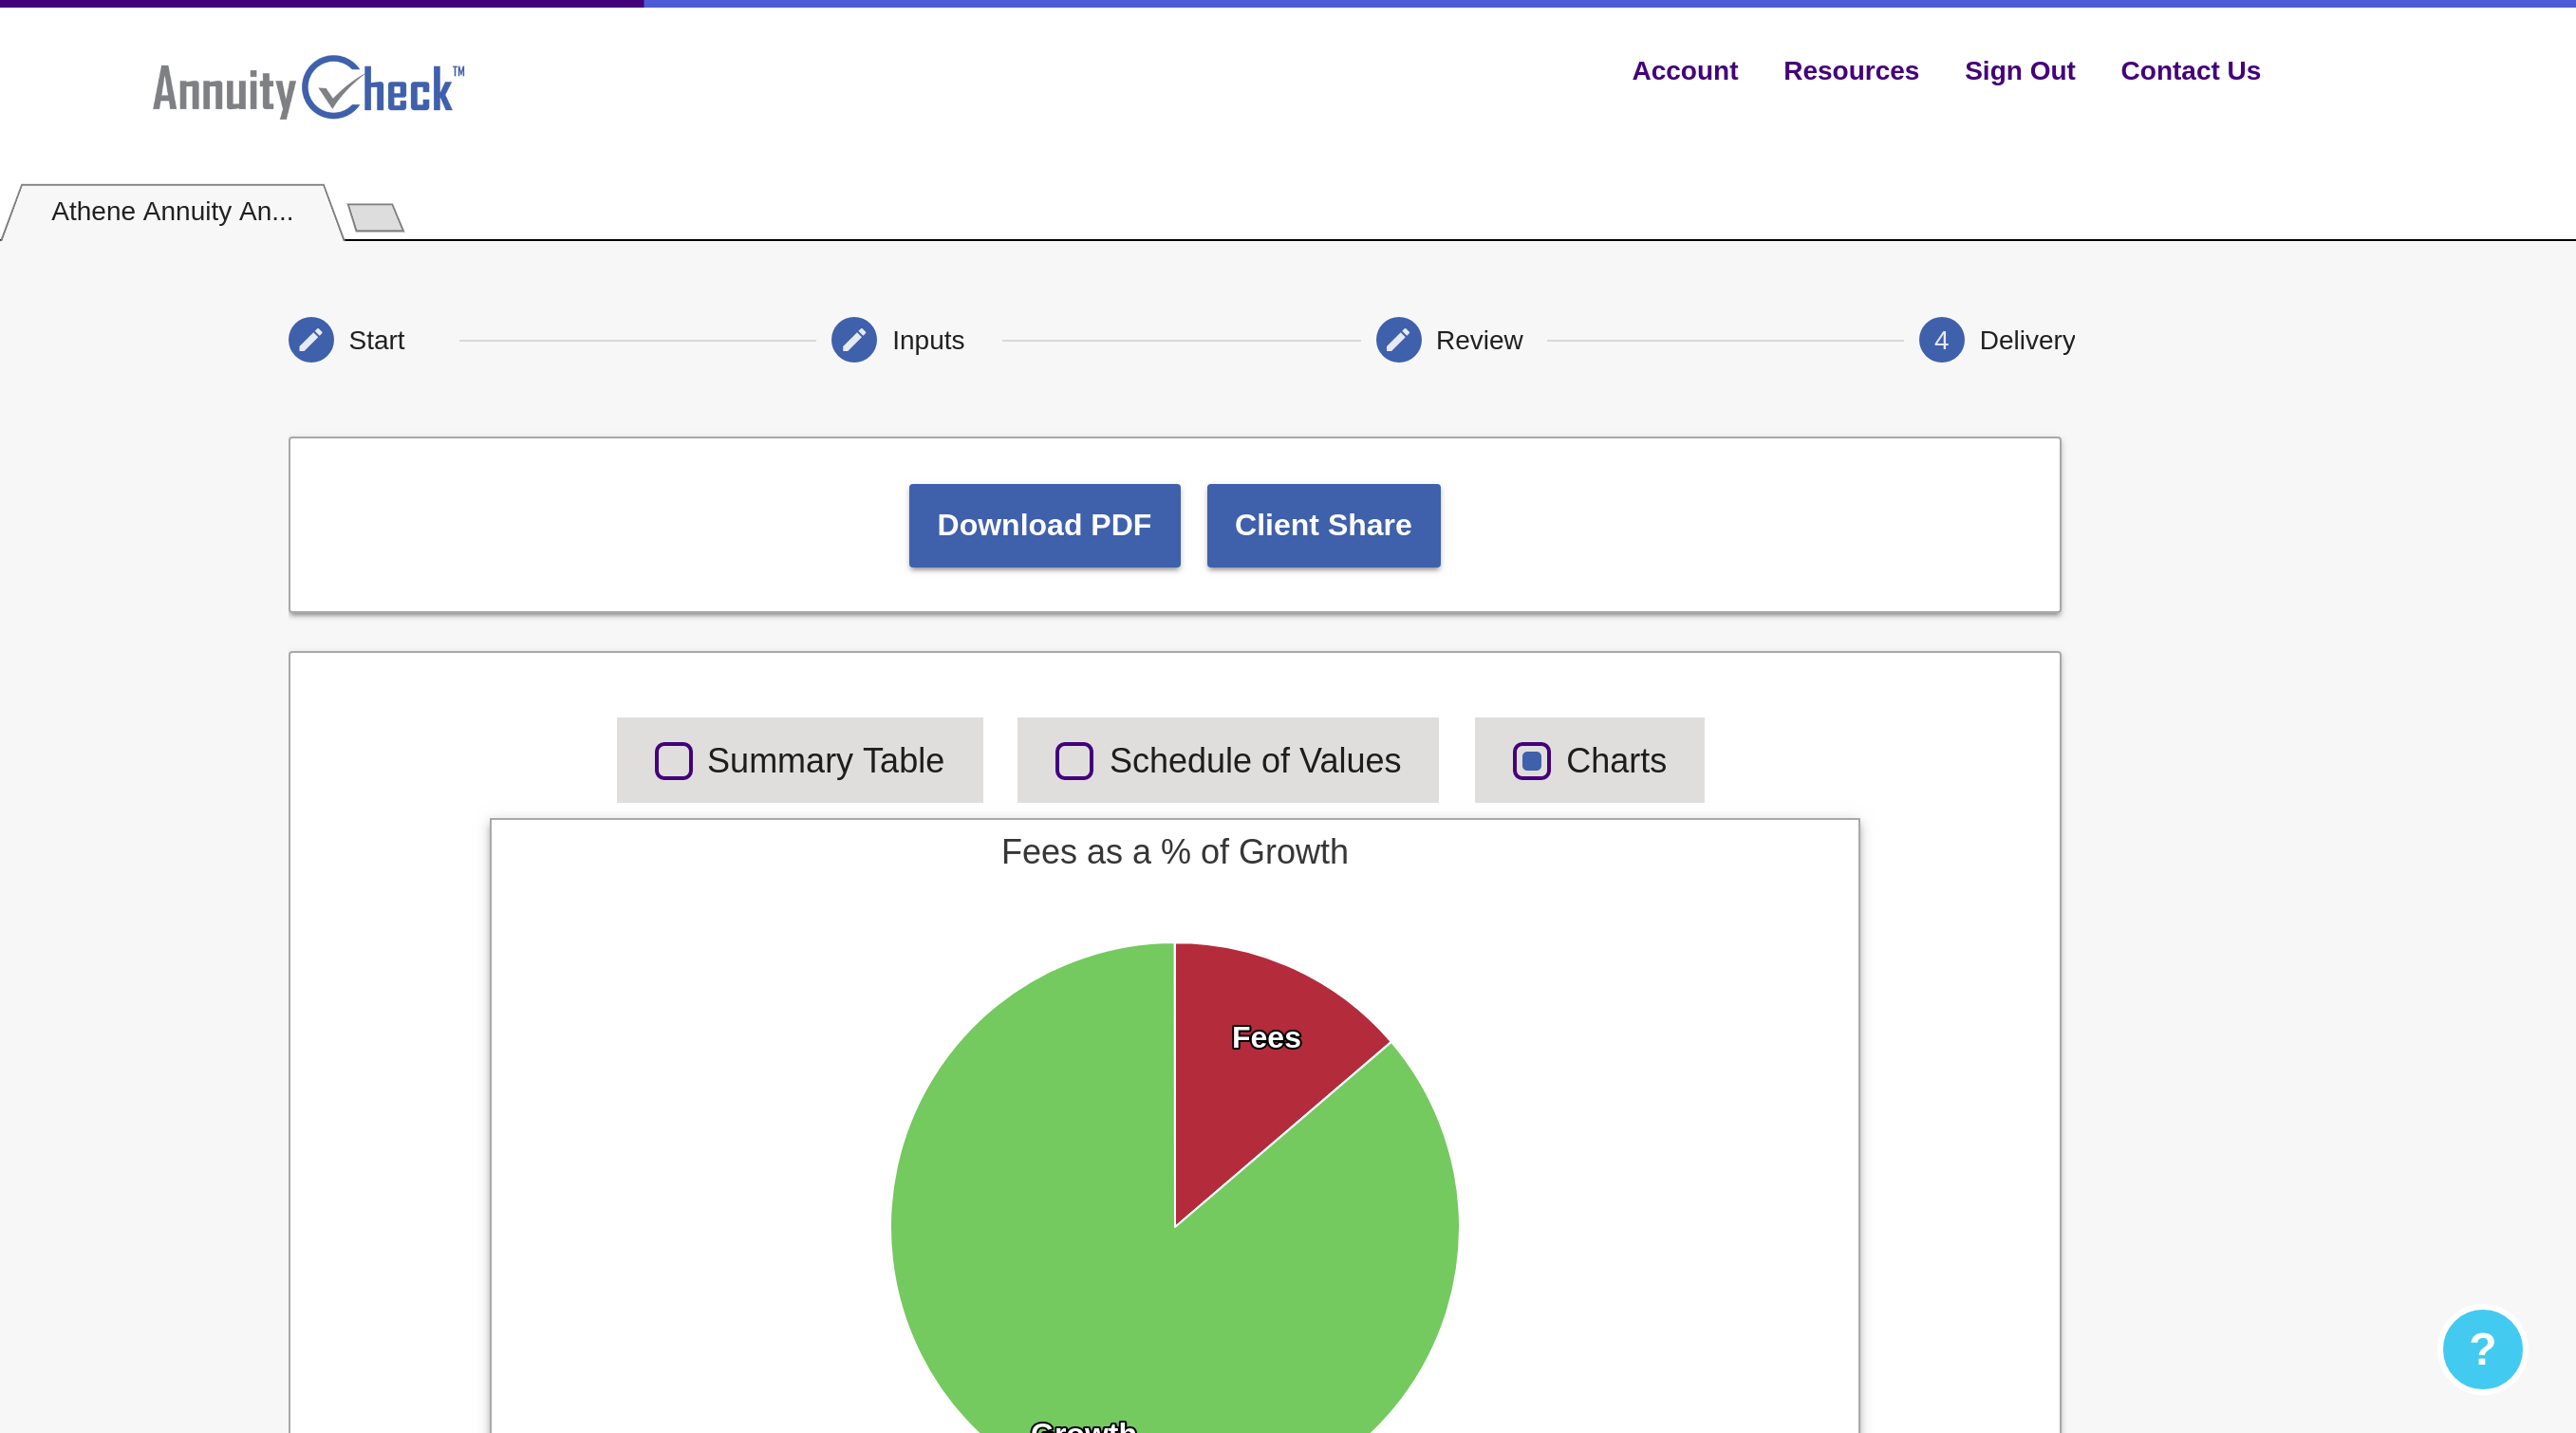 AnnuityCheck™
Account Resources Sign Out Contact Us
Athene Annuity An...
Start Inputs Review 4 Delivery
Download PDF Client Share
Summary Table Schedule of Values Charts
Fees as a % of Growth
Fees
Growth
?